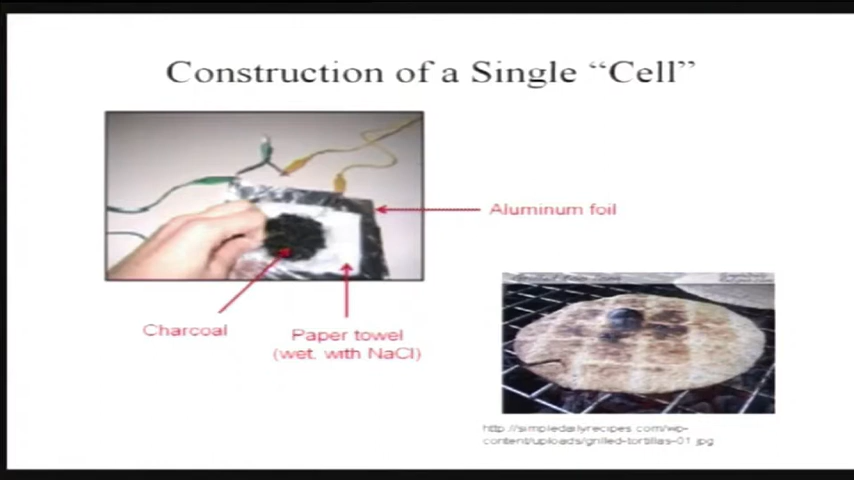 Construction of a Single “Cell”
Aluminum foil
Charcoal
Paper towel
(wet, with NaCl)
http://simpledailyrecipes.com/wp-
content/uploads/grilled-tortillas-01.jpg